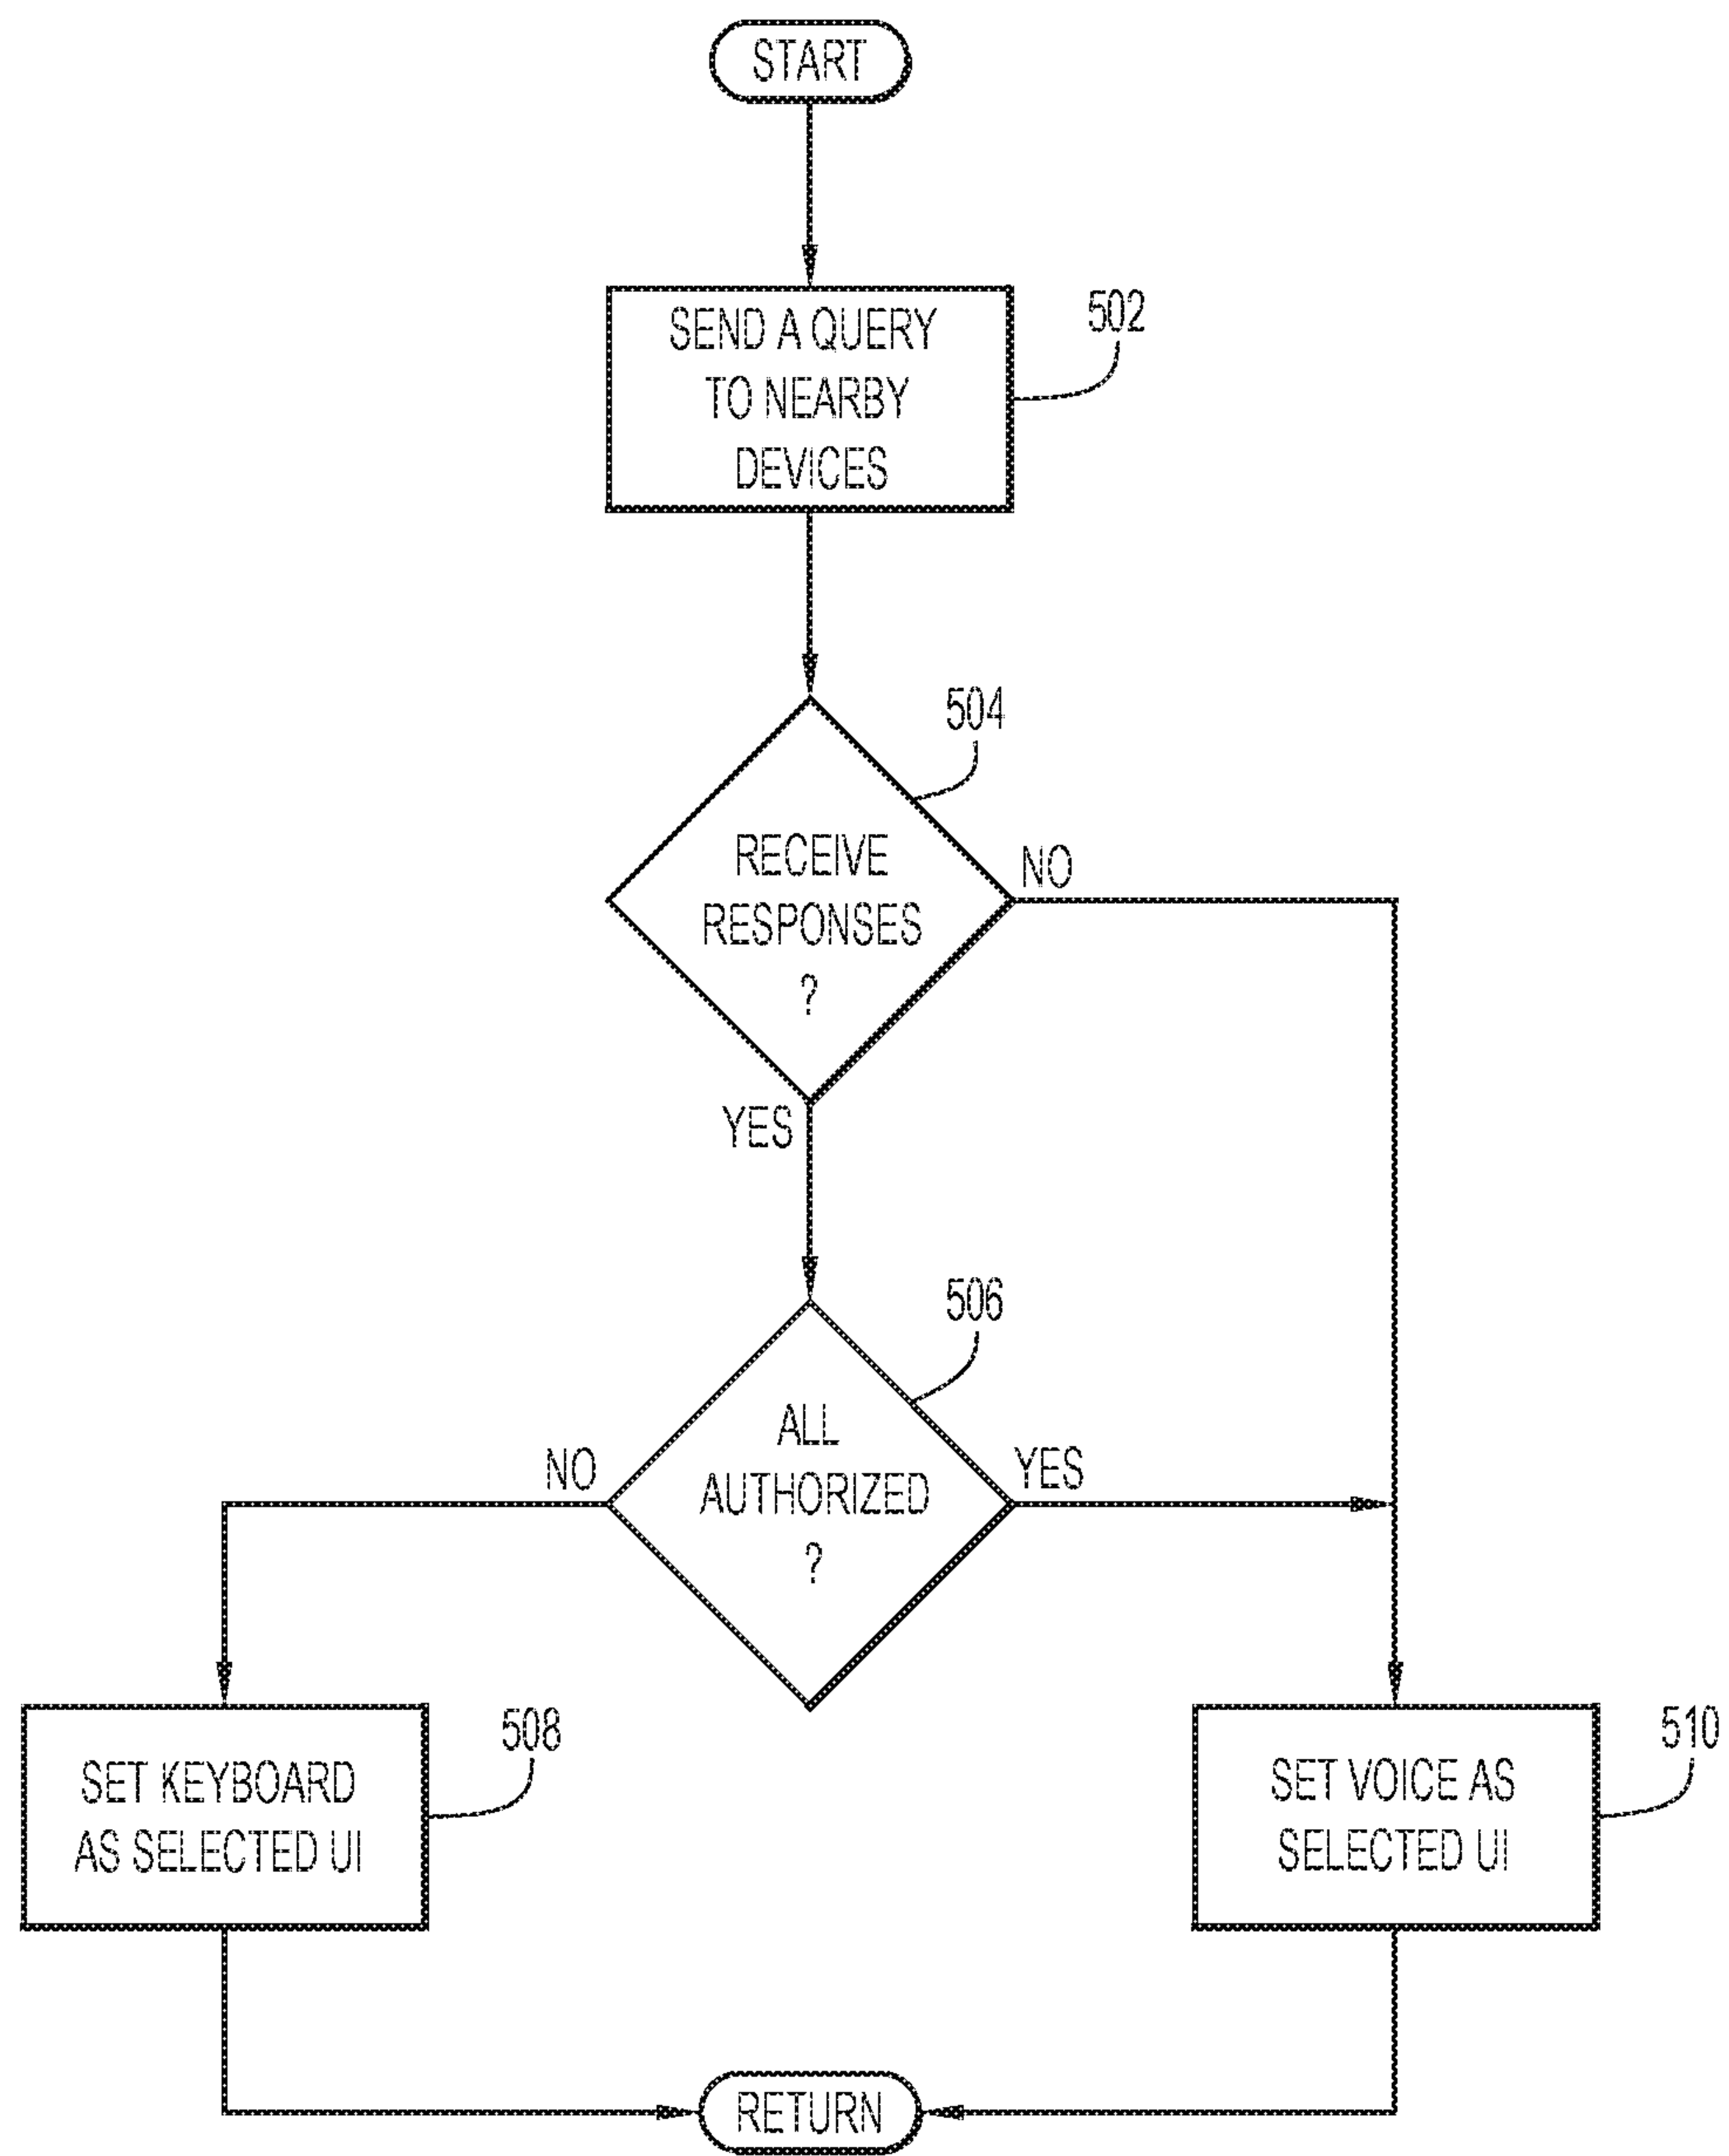 START
SEND A QUERY
TO NEARBY
DEVICES
502
504
RECEIVE
RESPONSES
?
NO
YES
506
ALL
AUTHORIZED
?
NO
YES
SET KEYBOARD
AS SELECTED UI
508
SET VOICE AS
SELECTED UI
510
RETURN